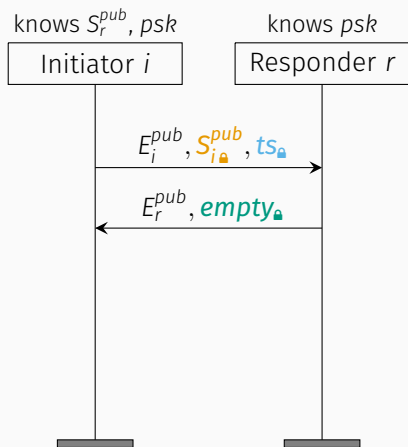 knows S_r^{pub}, psk knows psk
Initiator i Responder r
E_i^{pub}, S_i^{pub}🔒, ts🔒
E_r^{pub}, empty🔒